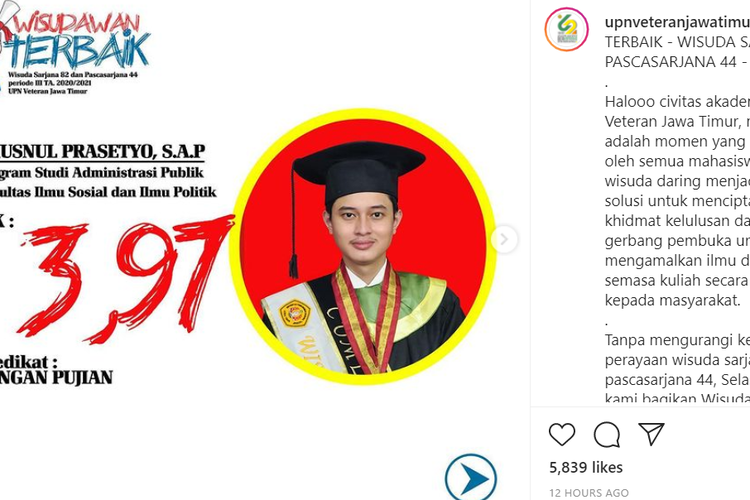 WISUDAWAN
TERBAIK
Wisuda Sarjana 82 dan Pascasarjana 44
periode III TA. 2020/2021
UPN Veteran Jawa Timur
USNUL PRASETYO, S.A.P
gram Studi Administrasi Publik
ultas Ilmu Sosial dan Ilmu Politik
K :
3,97
edikat :
NGAN PUJIAN
upnveteranjawatimu
TERBAIK - WISUDA SA
PASCASARJANA 44 -
.
Halooo civitas akade
Veteran Jawa Timur, m
adalah momen yang
oleh semua mahasisw
wisuda daring menjad
solusi untuk mencipta
khidmat kelulusan da
gerbang pembuka un
mengamalkan ilmu d
semasa kuliah secara
kepada masyarakat.
.
Tanpa mengurangi ke
perayaan wisuda sarja
pascasarjana 44, Sela
kami bagikan Wisuda
5,839 likes
12 HOURS AGO